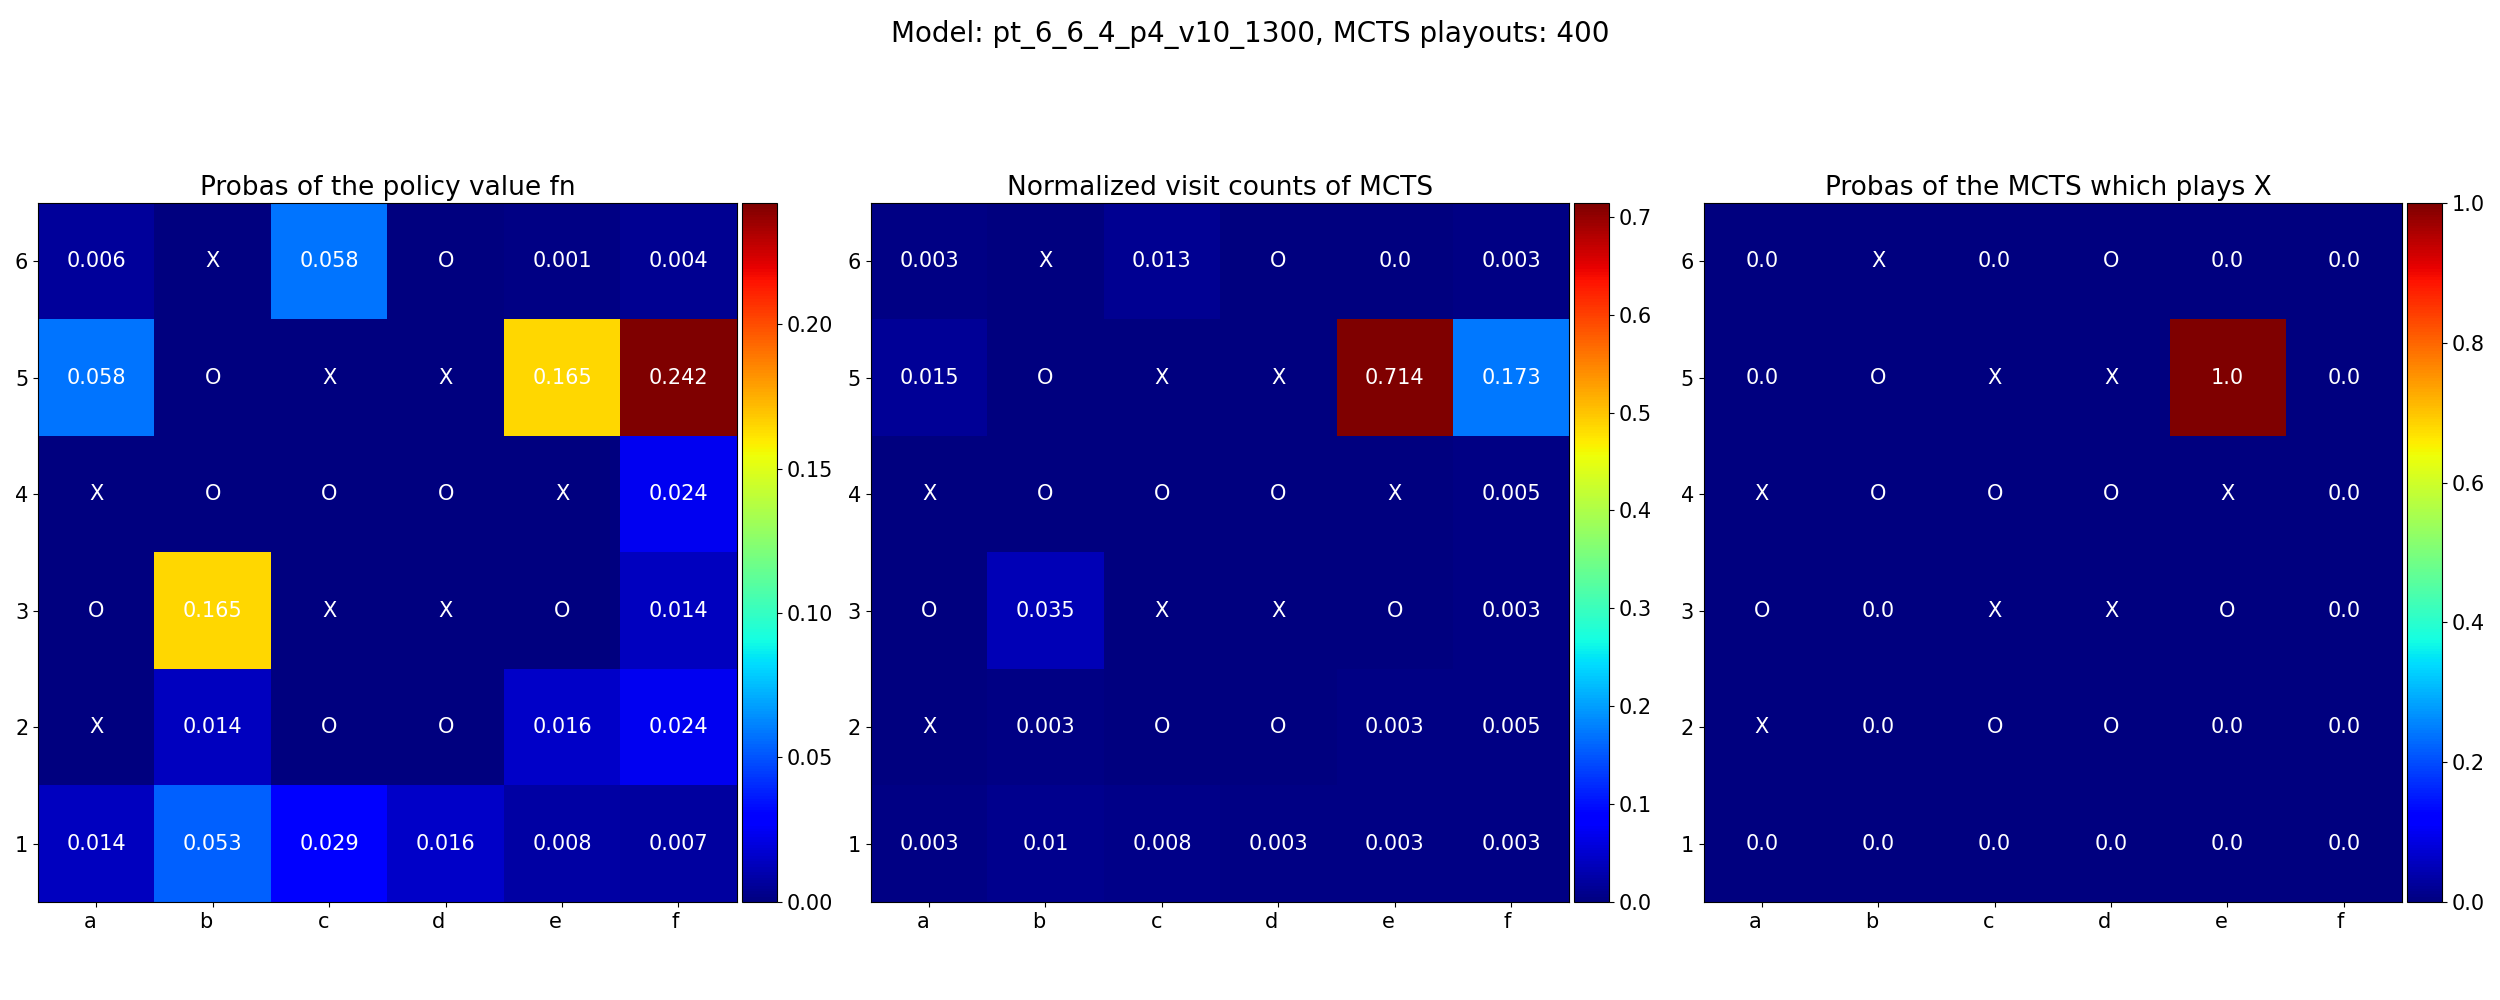 Model: pt_6_6_4_p4_v10_1300, MCTS playouts: 400
Probas of the policy value fn
6 0.006 X 0.058 O 0.001 0.004
5 0.058 O X X 0.165 0.242
4 X O O O X 0.024
3 O 0.165 X X O 0.014
2 X 0.014 O O 0.016 0.024
1 0.014 0.053 0.029 0.016 0.008 0.007
a b c d e f
0.20
0.15
0.10
0.05
0.00
Normalized visit counts of MCTS
6 0.003 X 0.013 O 0.0 0.003
5 0.015 O X X 0.714 0.173
4 X O O O X 0.005
3 O 0.035 X X O 0.003
2 X 0.003 O O 0.003 0.005
1 0.003 0.01 0.008 0.003 0.003 0.003
a b c d e f
0.7
0.6
0.5
0.4
0.3
0.2
0.1
0.0
Probas of the MCTS which plays X
6 0.0 X 0.0 O 0.0 0.0
5 0.0 O X X 1.0 0.0
4 X O O O X 0.0
3 O 0.0 X X O 0.0
2 X 0.0 O O 0.0 0.0
1 0.0 0.0 0.0 0.0 0.0 0.0
a b c d e f
1.0
0.8
0.6
0.4
0.2
0.0